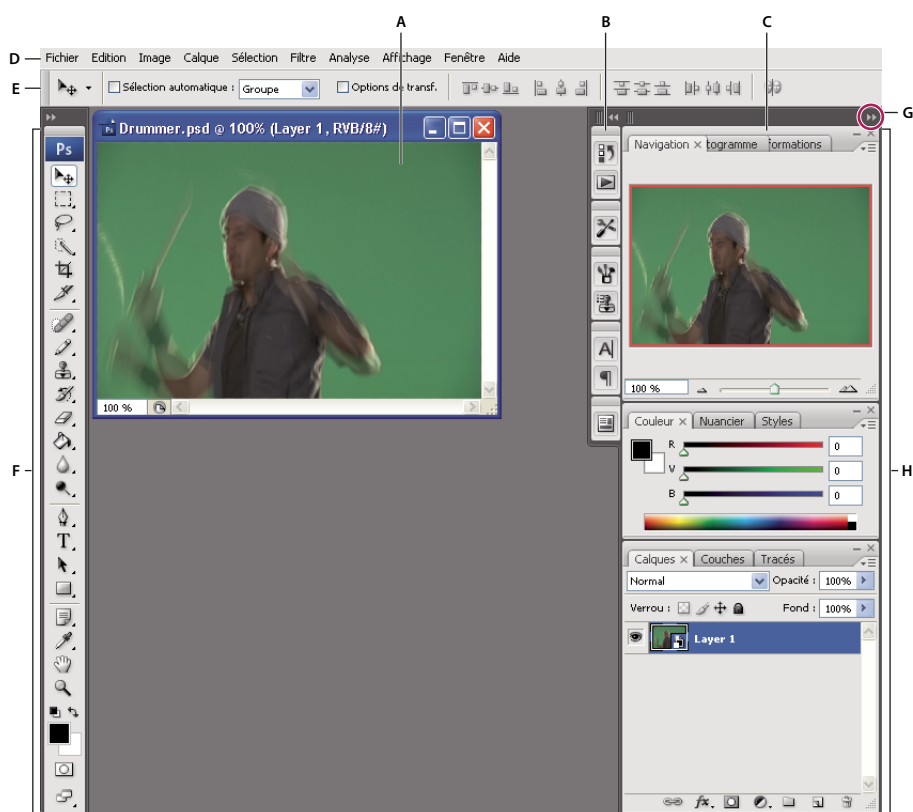 A B C
D Fichier Edition Image Calque Sélection Filtre Analyse Affichage Fenêtre Aide
E Sélection automatique : Groupe Options de transf.
G
Drummer.psd @ 100% (Layer 1, RVB/8#)
Ps
Navigation × togramme formations
100 %
100 %
Couleur × Nuancier Styles
R 0
V 0
B 0
F
H
Calques × Couches Tracés
Normal Opacité : 100%
Verrou : Fond : 100%
Layer 1